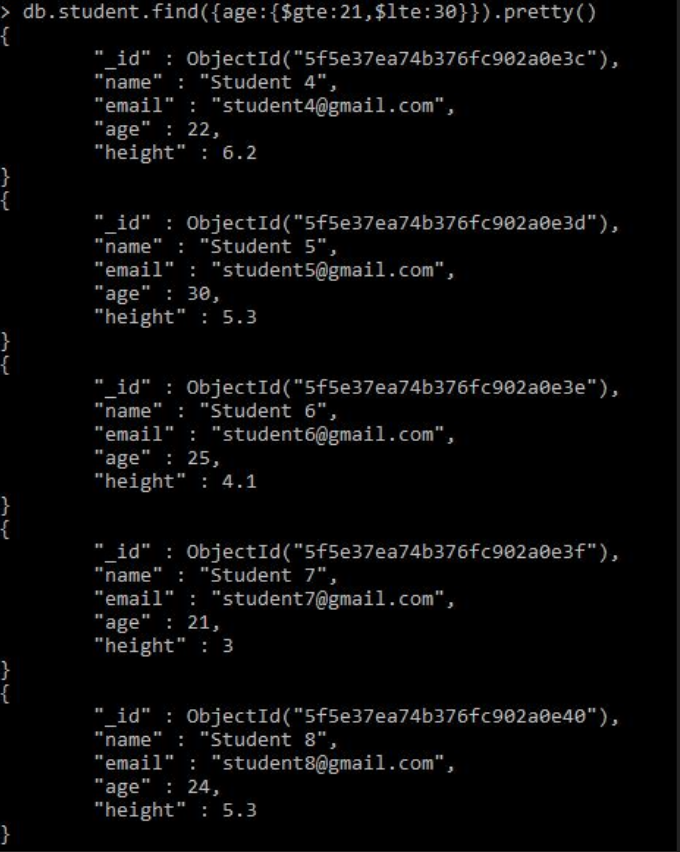 > db.student.find({age:{$gte:21,$lte:30}}).pretty()
{
        "_id" : ObjectId("5f5e37ea74b376fc902a0e3c"),
        "name" : "Student 4",
        "email" : "student4@gmail.com",
        "age" : 22,
        "height" : 6.2
}
{
        "_id" : ObjectId("5f5e37ea74b376fc902a0e3d"),
        "name" : "Student 5",
        "email" : "student5@gmail.com",
        "age" : 30,
        "height" : 5.3
}
{
        "_id" : ObjectId("5f5e37ea74b376fc902a0e3e"),
        "name" : "Student 6",
        "email" : "student6@gmail.com",
        "age" : 25,
        "height" : 4.1
}
{
        "_id" : ObjectId("5f5e37ea74b376fc902a0e3f"),
        "name" : "Student 7",
        "email" : "student7@gmail.com",
        "age" : 21,
        "height" : 3
}
{
        "_id" : ObjectId("5f5e37ea74b376fc902a0e40"),
        "name" : "Student 8",
        "email" : "student8@gmail.com",
        "age" : 24,
        "height" : 5.3
}